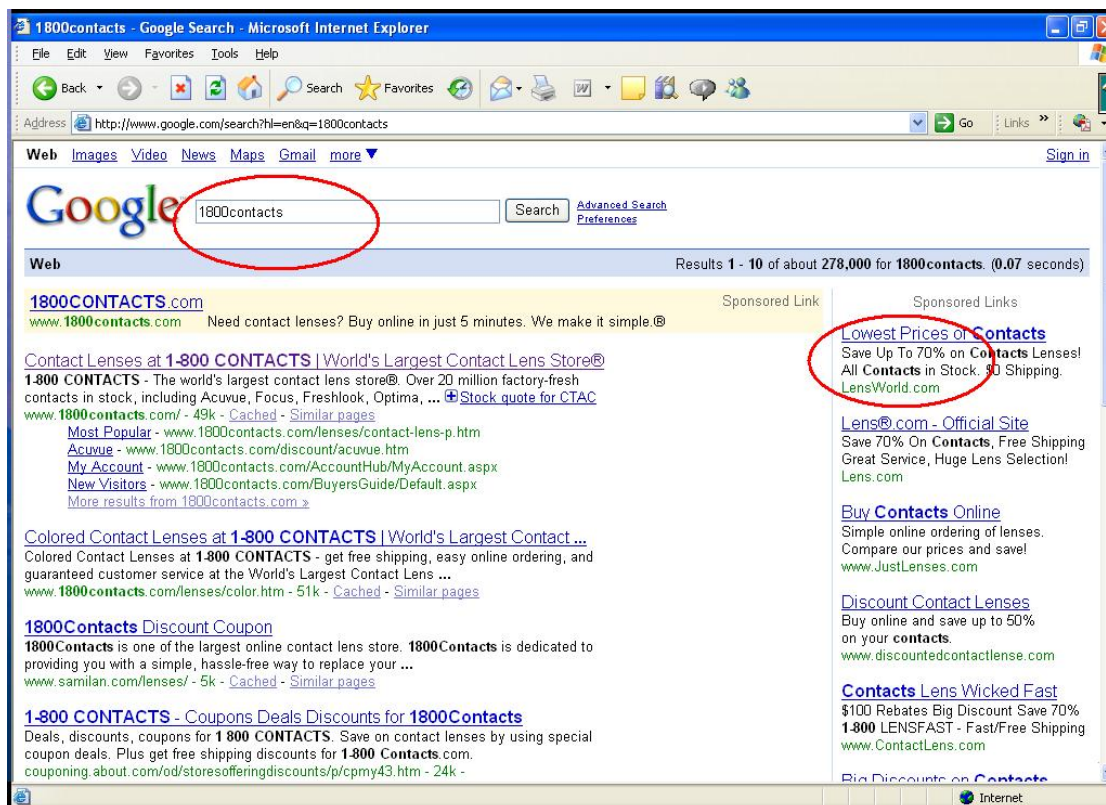 1800contacts - Google Search - Microsoft Internet Explorer
File Edit View Favorites Tools Help
Back Search Favorites
Address http://www.google.com/search?hl=en&q=1800contacts Go Links »
Web Images Video News Maps Gmail more ▼ Sign in
Google 1800contacts Search Advanced Search
Preferences
Web Results 1 - 10 of about 278,000 for 1800contacts. (0.07 seconds)
1800CONTACTS.com Sponsored Link
www.1800contacts.com Need contact lenses? Buy online in just 5 minutes. We make it simple.®
Contact Lenses at 1-800 CONTACTS | World's Largest Contact Lens Store®
1-800 CONTACTS - The world's largest contact lens store®. Over 20 million factory-fresh
contacts in stock, including Acuvue, Focus, Freshlook, Optima, ... Stock quote for CTAC
www.1800contacts.com/ - 49k - Cached - Similar pages
Most Popular - www.1800contacts.com/lenses/contact-lens-p.htm
Acuvue - www.1800contacts.com/discount/acuvue.htm
My Account - www.1800contacts.com/AccountHub/MyAccount.aspx
New Visitors - www.1800contacts.com/BuyersGuide/Default.aspx
More results from 1800contacts.com »
Colored Contact Lenses at 1-800 CONTACTS | World's Largest Contact ...
Colored Contact Lenses at 1-800 CONTACTS - get free shipping, easy online ordering, and
guaranteed customer service at the World's Largest Contact Lens ...
www.1800contacts.com/lenses/color.htm - 51k - Cached - Similar pages
1800Contacts Discount Coupon
1800Contacts is one of the largest online contact lens store. 1800Contacts is dedicated to
providing you with a simple, hassle-free way to replace your ...
www.samilan.com/lenses/ - 5k - Cached - Similar pages
1-800 CONTACTS - Coupons Deals Discounts for 1800Contacts
Deals, discounts, coupons for 1 800 CONTACTS. Save on contact lenses by using special
coupon deals. Plus get free shipping discounts for 1-800 Contacts.com.
couponing.about.com/od/storesofferingdiscounts/p/cpmy43.htm - 24k -
Sponsored Links
Lowest Prices of Contacts
Save Up To 70% on Contacts Lenses!
All Contacts in Stock. $0 Shipping.
LensWorld.com
Lens®.com - Official Site
Save 70% On Contacts, Free Shipping
Great Service, Huge Lens Selection!
Lens.com
Buy Contacts Online
Simple online ordering of lenses.
Compare our prices and save!
www.JustLenses.com
Discount Contact Lenses
Buy online and save up to 50%
on your contacts.
www.discountedcontactlense.com
Contacts Lens Wicked Fast
$100 Rebates Big Discount Save 70%
1-800 LENSFAST - Fast/Free Shipping
www.ContactLens.com
Big Discounts on Contacts
Internet